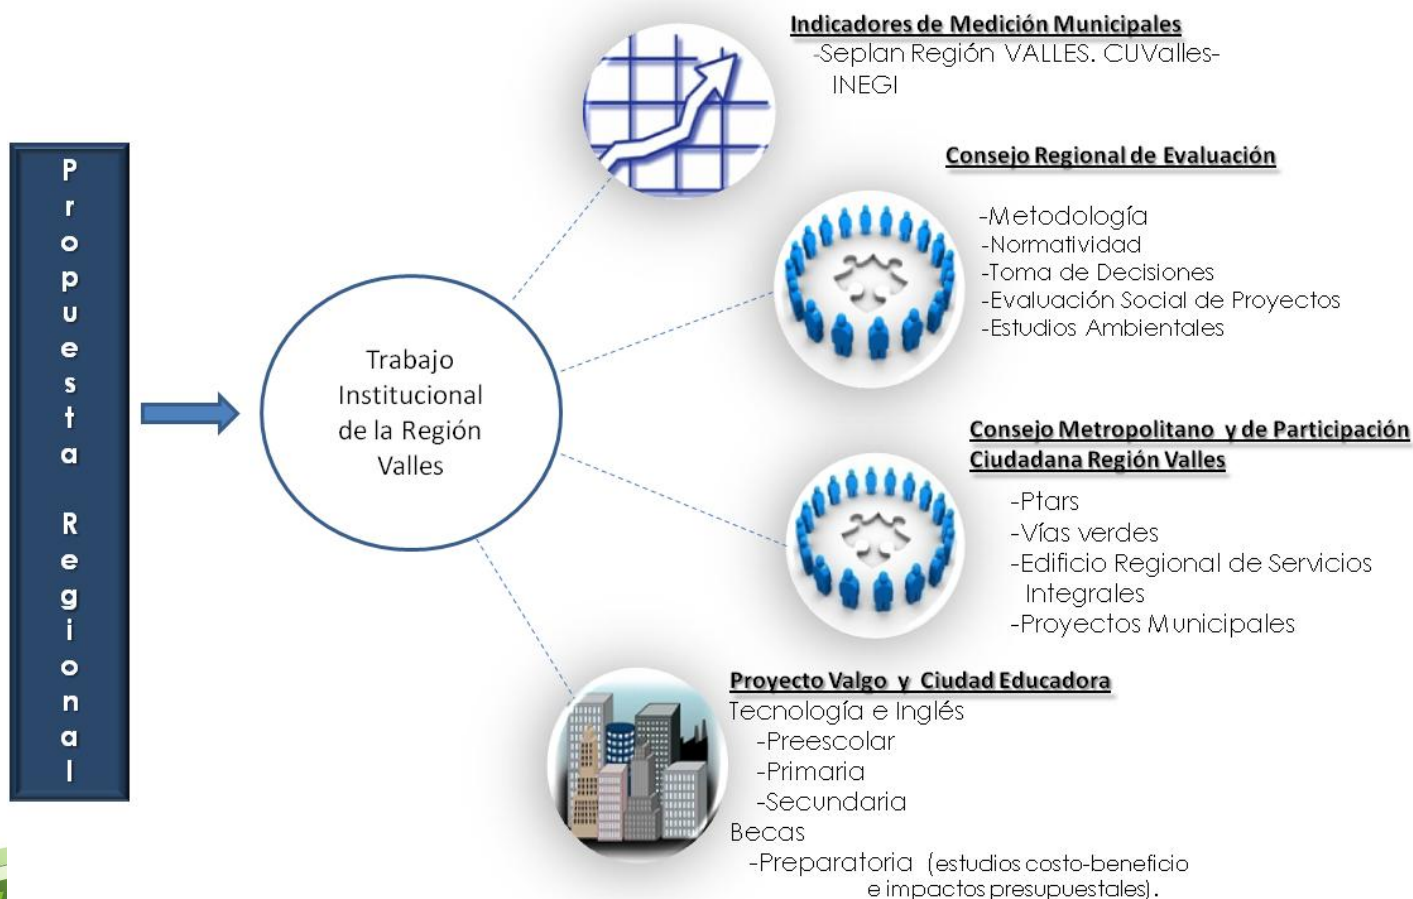 Propuesta Regional
Trabajo
Institucional
de la Región
Valles
Indicadores de Medición Municipales
-Seplan Región VALLES. CUValles-
INEGI
Consejo Regional de Evaluación
-Metodología
-Normatividad
-Toma de Decisiones
-Evaluación Social de Proyectos
-Estudios Ambientales
Consejo Metropolitano y de Participación
Ciudadana Región Valles
-Ptars
-Vías verdes
-Edificio Regional de Servicios
Integrales
-Proyectos Municipales
Proyecto Valgo y Ciudad Educadora
Tecnología e Inglés
-Preescolar
-Primaria
-Secundaria
Becas
-Preparatoria (estudios costo-beneficio
e impactos presupuestales).